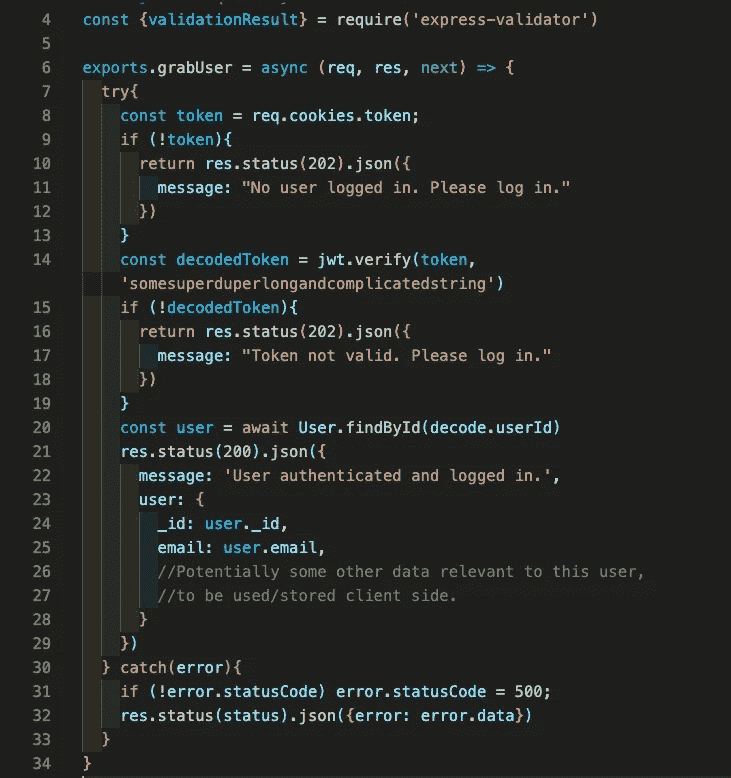 4 const {validationResult} = require('express-validator')
5
6 exports.grabUser = async (req, res, next) => {
7 try{
8 const token = req.cookies.token;
9 if (!token){
10 return res.status(202).json({
11 message: "No user logged in. Please log in."
12 })
13 }
14 const decodedToken = jwt.verify(token,
'somesuperduperlongandcomplicatedstring')
15 if (!decodedToken){
16 return res.status(202).json({
17 message: "Token not valid. Please log in."
18 })
19 }
20 const user = await User.findById(decode.userId)
21 res.status(200).json({
22 message: 'User authenticated and logged in.',
23 user: {
24 _id: user._id,
25 email: user.email,
26 //Potentially some other data relevant to this user,
27 //to be used/stored client side.
28 }
29 })
30 } catch(error){
31 if (!error.statusCode) error.statusCode = 500;
32 res.status(status).json({error: error.data})
33 }
34 }